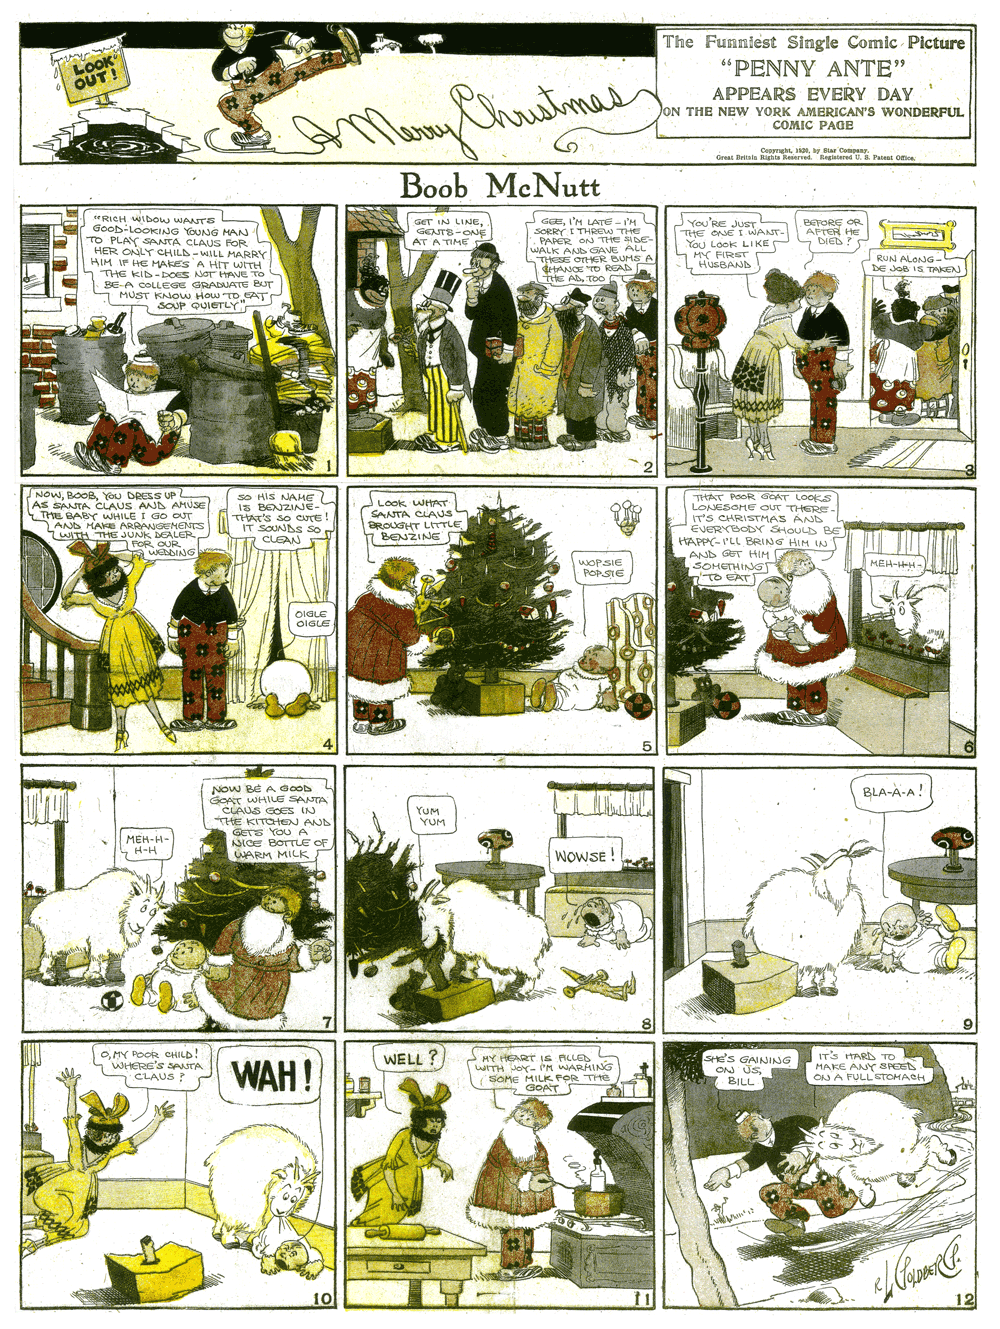 LOOK
OUT!
A Merry Christmas
The Funniest Single Comic Picture
"PENNY ANTE"
APPEARS EVERY DAY
ON THE NEW YORK AMERICAN'S WONDERFUL
COMIC PAGE
Copyright, 1920, by Star Company.
Great Britain Rights Reserved. Registered U. S. Patent Office.
Boob McNutt
"RICH WIDOW WANTS
GOOD-LOOKING YOUNG MAN
TO PLAY SANTA CLAUS FOR
HER ONLY CHILD-WILL MARRY
HIM IF HE MAKES A HIT WITH
THE KID-DOES NOT HAVE TO
BE A COLLEGE GRADUATE BUT
MUST KNOW HOW TO EAT
SOUP QUIETLY"
1
GET IN LINE,
GENTS-ONE
AT A TIME
GEE, I'M LATE-I'M
SORRY I THREW THE
PAPER ON THE SIDE-
WALK AND GAVE ALL
THESE OTHER BUMS A
CHANCE TO READ
THE AD, TOO
2
YOU'RE JUST
THE ONE I WANT-
YOU LOOK LIKE
MY FIRST
HUSBAND
BEFORE OR
AFTER HE
DIED?
RUN ALONG-
DE JOB IS TAKEN
3
NOW, BOOB, YOU DRESS UP
AS SANTA CLAUS AND AMUSE
THE BABY WHILE I GO OUT
AND MAKE ARRANGEMENTS
WITH THE JUNK DEALER
FOR OUR
WEDDING
SO HIS NAME
IS BENZINE-
THAT'S SO CUTE!
IT SOUNDS SO
CLEAN
OIGLE
OIGLE
4
LOOK WHAT
SANTA CLAUS
BROUGHT LITTLE
BENZINE
WOPSIE
POPSIE
5
THAT POOR GOAT LOOKS
LONESOME OUT THERE-
IT'S CHRISTMAS AND
EVERYBODY SHOULD BE
HAPPY-I'LL BRING HIM IN
AND GET HIM
SOMETHING
TO EAT
MEH-H-H-
6
MEH-H-
H-H
NOW BE A GOOD
GOAT WHILE SANTA
CLAUS GOES IN
THE KITCHEN AND
GETS YOU A
NICE BOTTLE OF
WARM MILK
7
YUM
YUM
WOWSE!
8
BLA-A-A!
9
O, MY POOR CHILD!
WHERE'S SANTA
CLAUS?
WAH!
10
WELL?
MY HEART IS FILLED
WITH JOY-I'M WARMING
SOME MILK FOR THE
GOAT
11
SHE'S GAINING
ON US,
BILL
IT'S HARD TO
MAKE ANY SPEED
ON A FULL STOMACH
R. L. GOLDBERG.
12